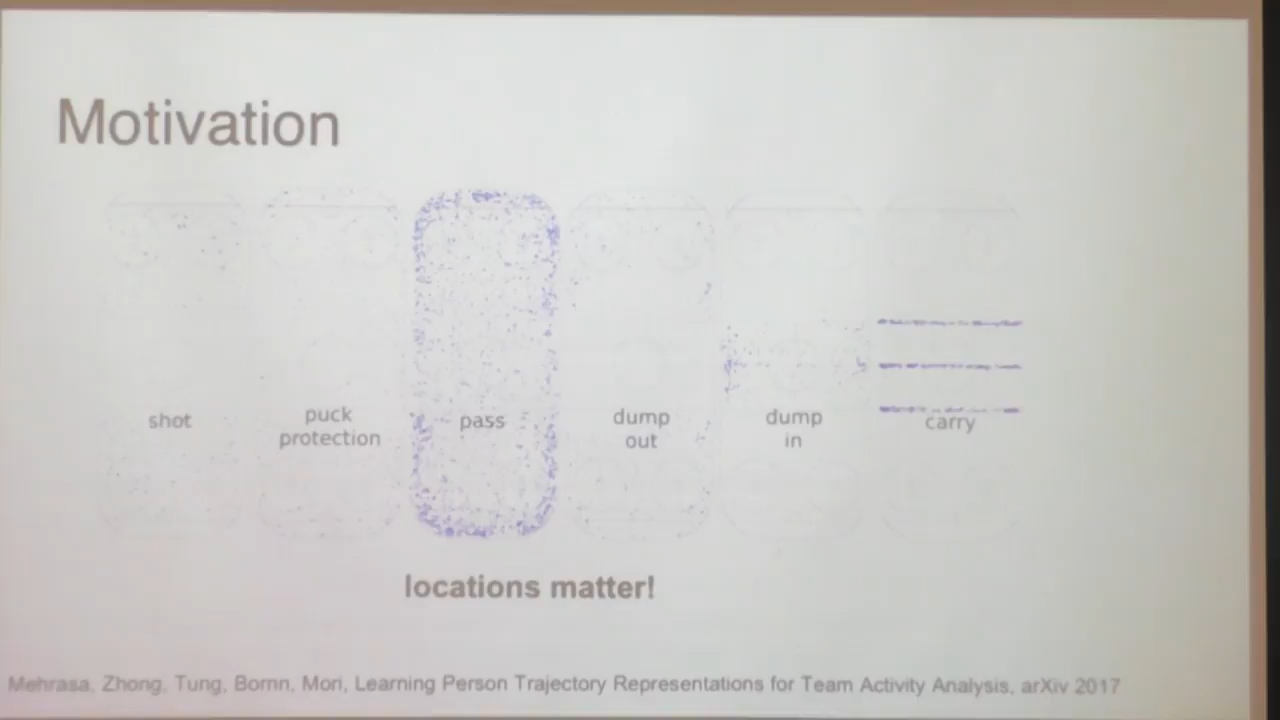 Motivation
shot
puck
protection
pass
dump
out
dump
in
carry
locations matter!
Mehrasa, Zhong, Tung, Bornn, Mori, Learning Person Trajectory Representations for Team Activity Analysis, arXiv 2017